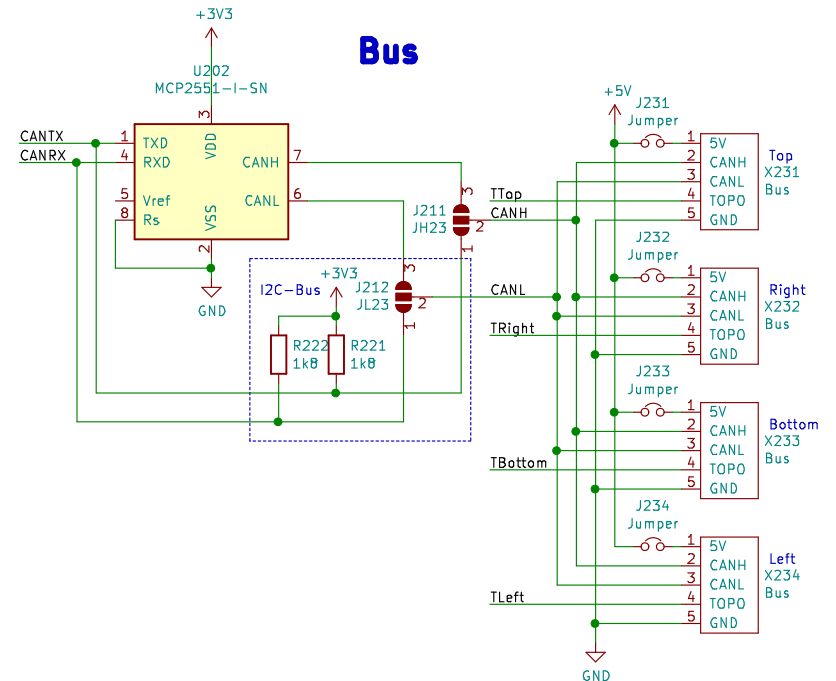 Bus
+3V3
U202
MCP2551-I-SN
3
VDD
CANTX
1
TXD
CANRX
4
RXD
CANH
7
5
Vref
CANL
6
8
Rs
VSS
2
GND
3
J211
JH23
2
1
TTop
CANH
I2C-Bus
+3V3
3
J212
JL23
2
1
CANL
R222
1k8
R221
1k8
TRight
TBottom
TLeft
+5V
J231
Jumper
1
5V
2
CANH
3
CANL
4
TOPO
5
GND
Top
X231
Bus
J232
Jumper
1
5V
2
CANH
3
CANL
4
TOPO
5
GND
Right
X232
Bus
J233
Jumper
1
5V
2
CANH
3
CANL
4
TOPO
5
GND
Bottom
X233
Bus
J234
Jumper
1
5V
2
CANH
3
CANL
4
TOPO
5
GND
Left
X234
Bus
GND